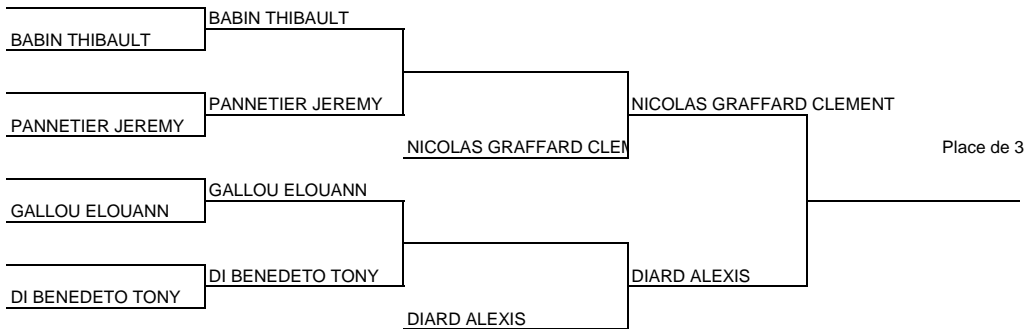 BABIN THIBAULT
BABIN THIBAULT
PANNETIER JEREMY
NICOLAS GRAFFARD CLEMENT
PANNETIER JEREMY
NICOLAS GRAFFARD CLEM
Place de 3
GALLOU ELOUANN
GALLOU ELOUANN
DI BENEDETO TONY
DIARD ALEXIS
DI BENEDETO TONY
DIARD ALEXIS